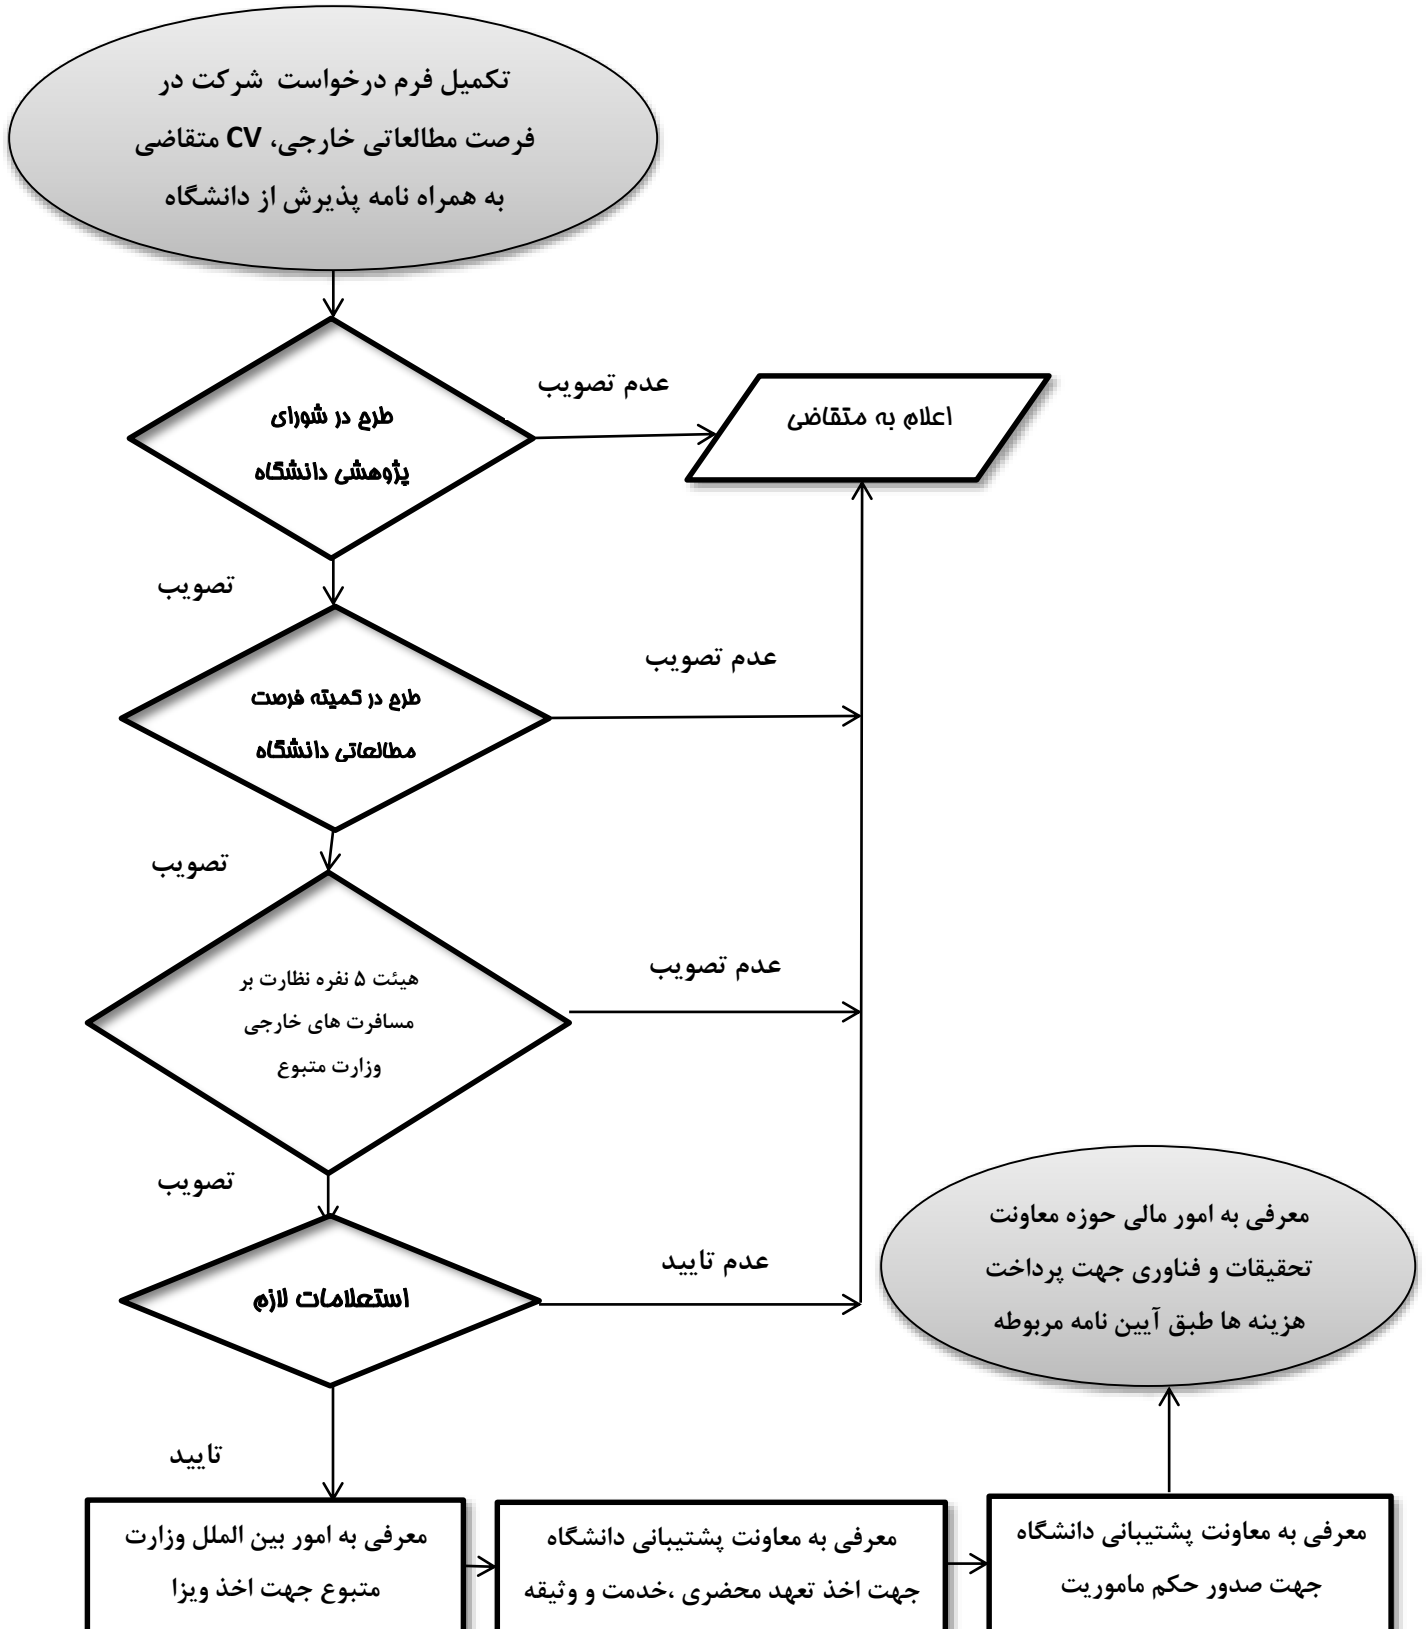 تکمیل فرم درخواست شرکت در
فرصت مطالعاتی خارجی، CV متقاضی
به همراه نامه پذیرش از دانشگاه
عدم تصویب
اعلام به متقاضی
طرح در شورای
پژوهشی دانشگاه
تصویب
عدم تصویب
طرح در کمیته فرصت
مطالعاتی دانشگاه
تصویب
عدم تصویب
هیئت ۵ نفره نظارت بر
مسافرت های خارجی
وزارت متبوع
تصویب
عدم تایید
استعلامات لازم
تایید
معرفی به امور بین الملل وزارت
متبوع جهت اخذ ویزا
معرفی به معاونت پشتیبانی دانشگاه
جهت اخذ تعهد محضری ،خدمت و وثیقه
معرفی به معاونت پشتیبانی دانشگاه
جهت صدور حکم ماموریت
معرفی به امور مالی حوزه معاونت
تحقیقات و فناوری جهت پرداخت
هزینه ها طبق آیین نامه مربوطه